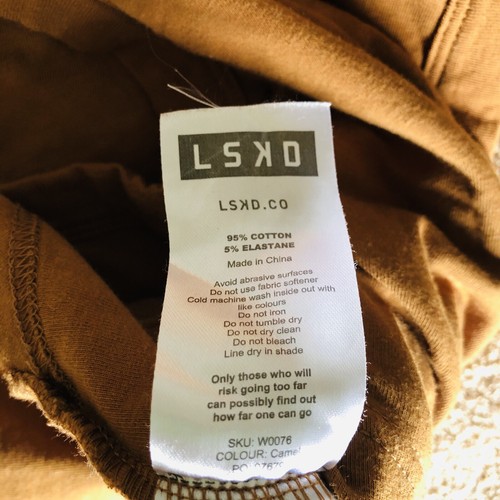 LSKD
LSKD.CO
95% COTTON
5% ELASTANE
Made in China
Avoid abrasive surfaces
Do not use fabric softener
Cold machine wash inside out with
like colours
Do not iron
Do not tumble dry
Do not dry clean
Do not bleach
Line dry in shade
Only those who will
risk going too far
can possibly find out
how far one can go
SKU: W0076
COLOUR: Camel
PO: